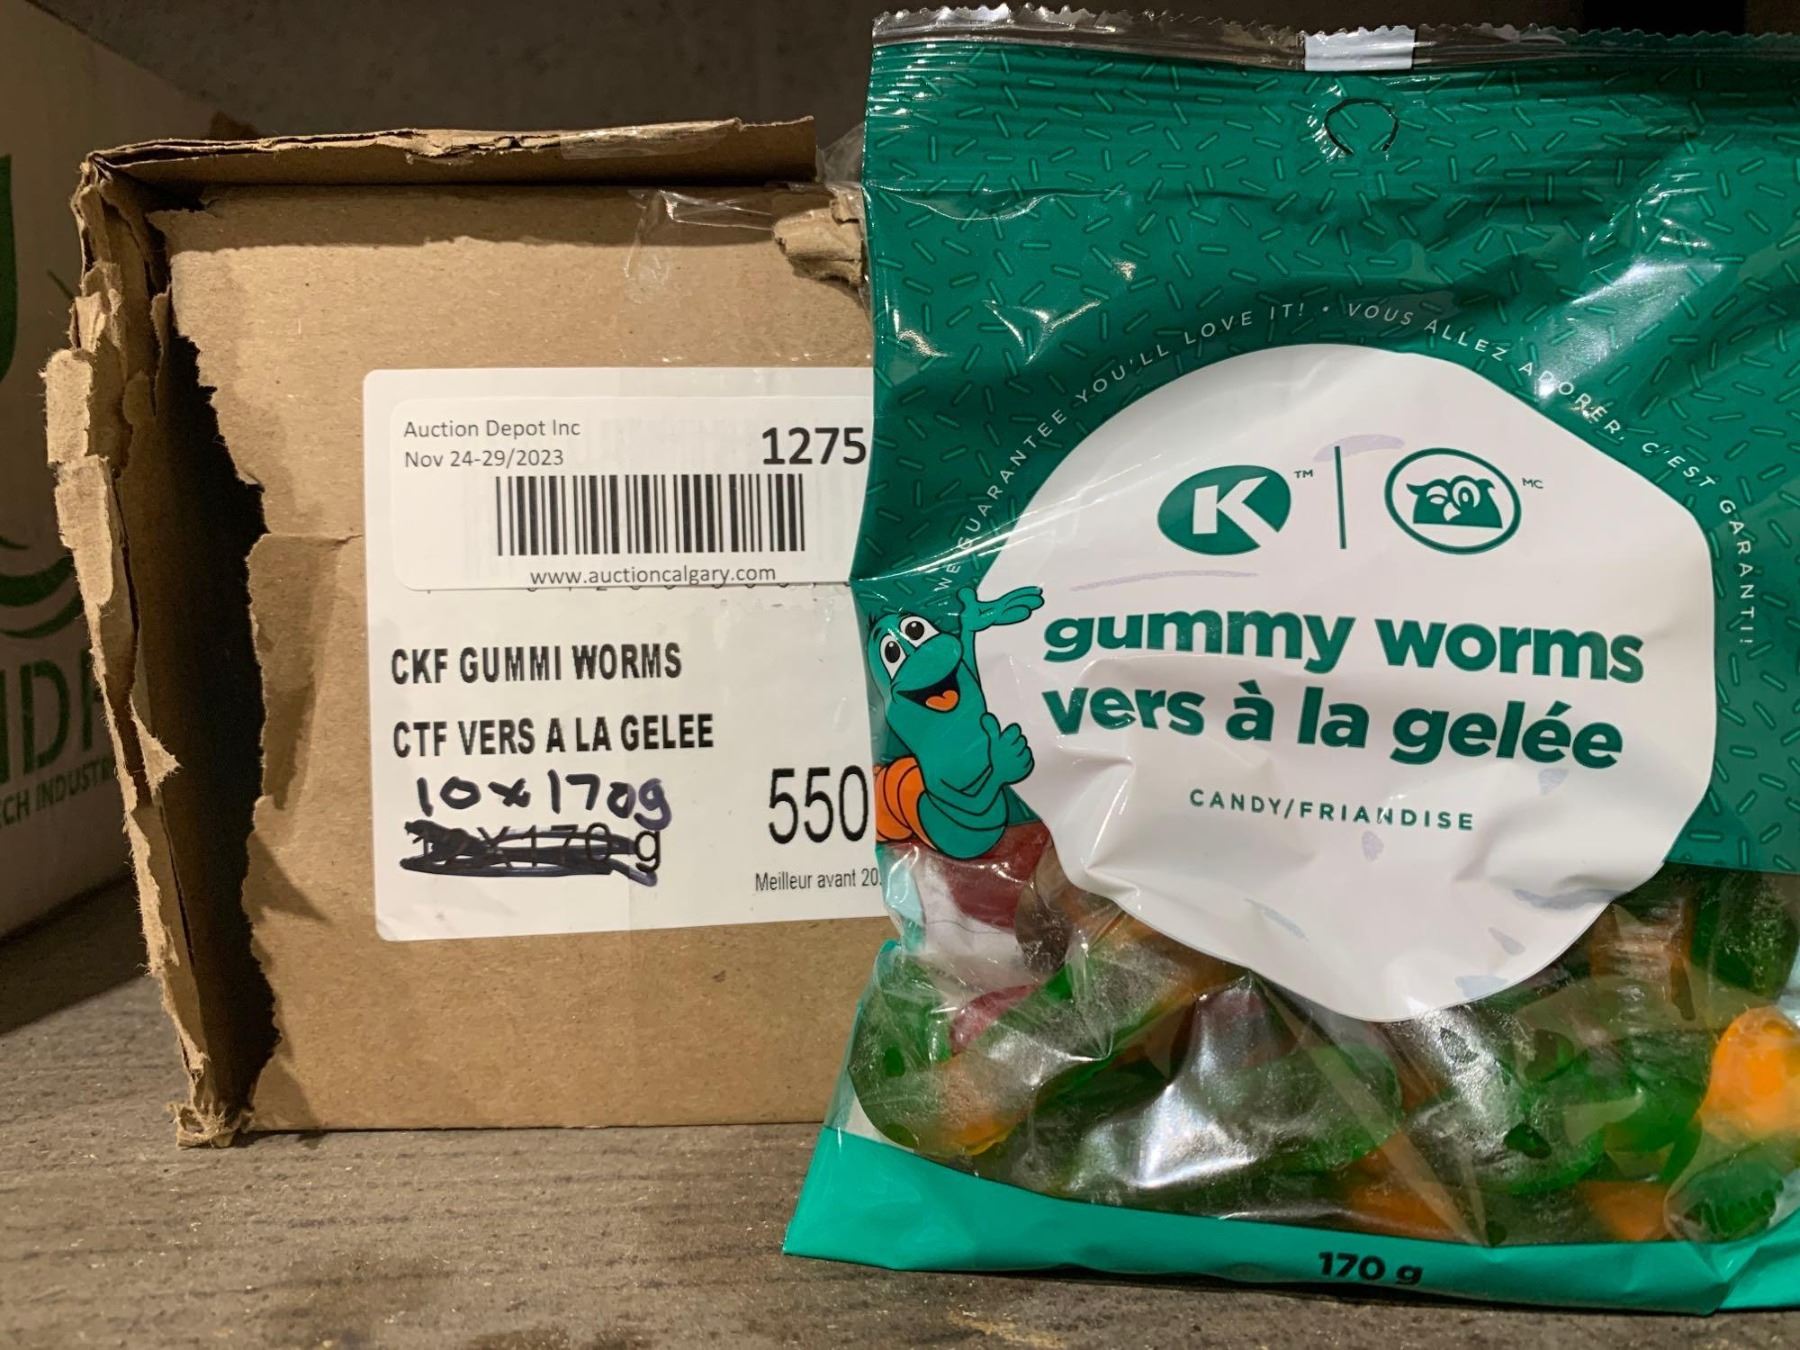 Auction Depot Inc
Nov 24-29/2023
1275
www.auctioncalgary.com
CKF GUMMI WORMS
CTF VERS A LA GELEE
10x170g
X170 g
550
Meilleur avant 20
WE GUARANTEE YOU'LL LOVE IT! • VOUS ALLEZ ADORER, C'EST GARANTI!
K TM
MC
gummy worms
vers à la gelée
CANDY/FRIANDISE
170 g